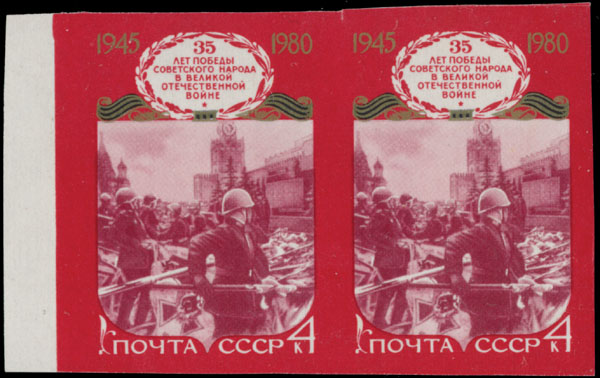 1945 1980
35
ЛЕТ ПОБЕДЫ
СОВЕТСКОГО НАРОДА
В ВЕЛИКОЙ
ОТЕЧЕСТВЕННОЙ
ВОЙНЕ
ПОЧТА СССР 4 К
1945 1980
35
ЛЕТ ПОБЕДЫ
СОВЕТСКОГО НАРОДА
В ВЕЛИКОЙ
ОТЕЧЕСТВЕННОЙ
ВОЙНЕ
ПОЧТА СССР 4 К